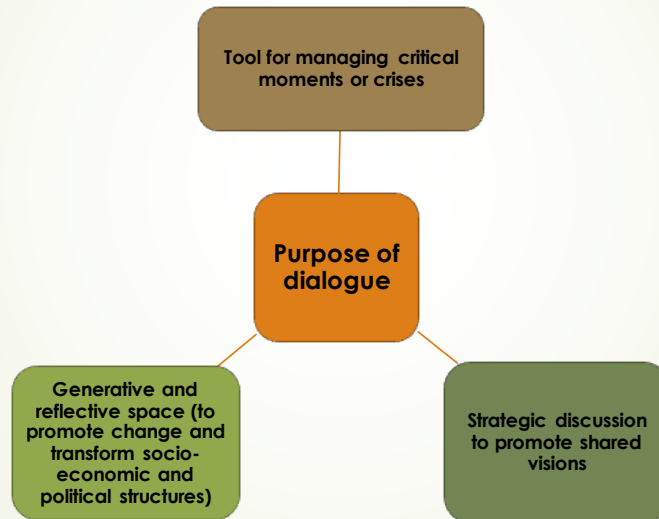 Tool for managing critical
moments or crises
Purpose of
dialogue
Generative and
reflective space (to
promote change and
transform socio-
economic and
political structures)
Strategic discussion
to promote shared
visions